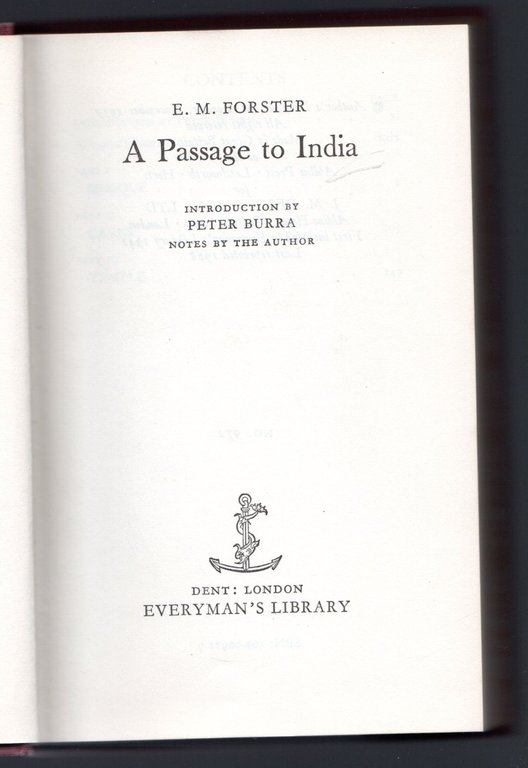 E. M. FORSTER
A Passage to India
INTRODUCTION BY
PETER BURRA
NOTES BY THE AUTHOR
DENT: LONDON
EVERYMAN'S LIBRARY